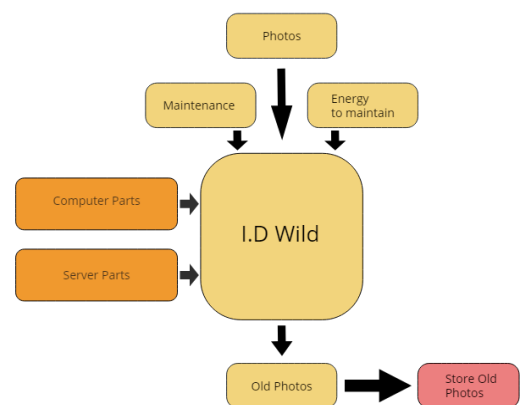 Photos
Maintenance
Energy
to maintain
Computer Parts
I.D Wild
Server Parts
Old Photos
Store Old
Photos